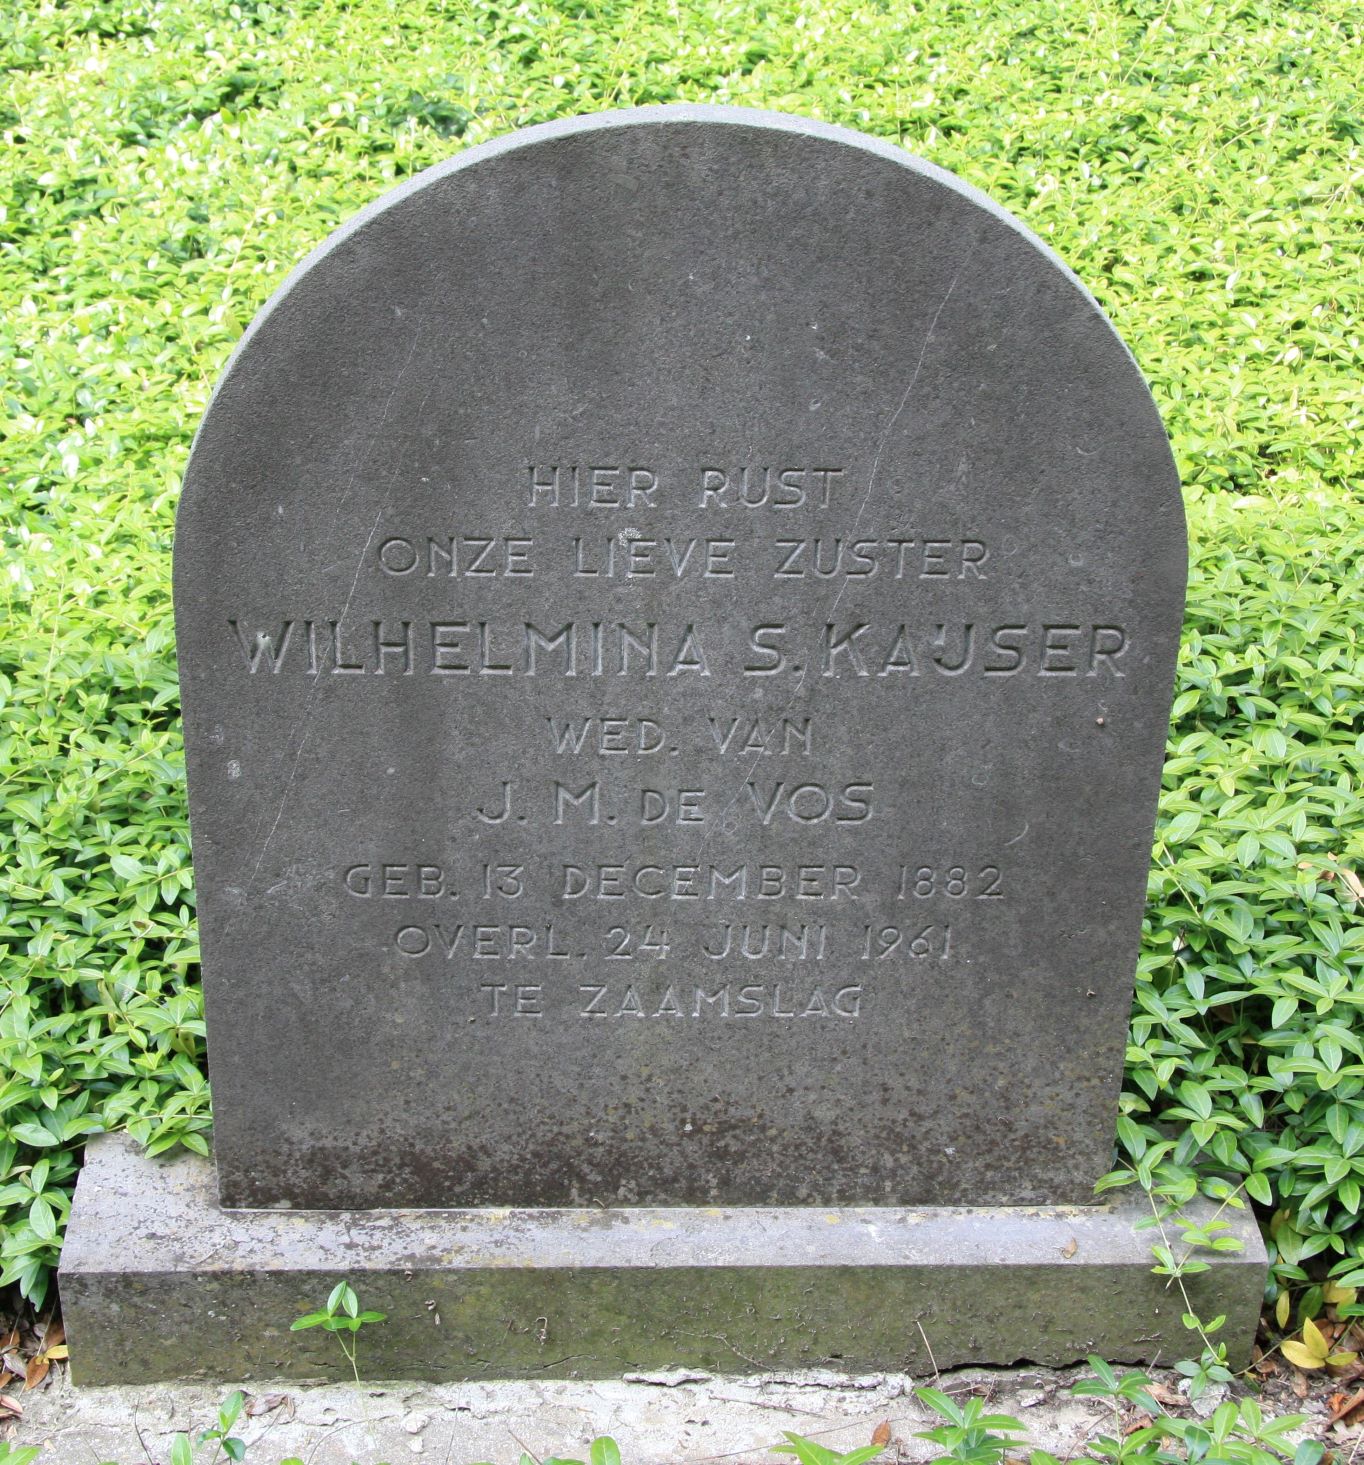 HIER RUST
ONZE LIEVE ZUSTER
WILHELMINA S. KAIJSER
WED. VAN
J. M. DE VOS
GEB. 13 DECEMBER 1882
OVERL. 24 JUNI 1961
TE ZAAMSLAG